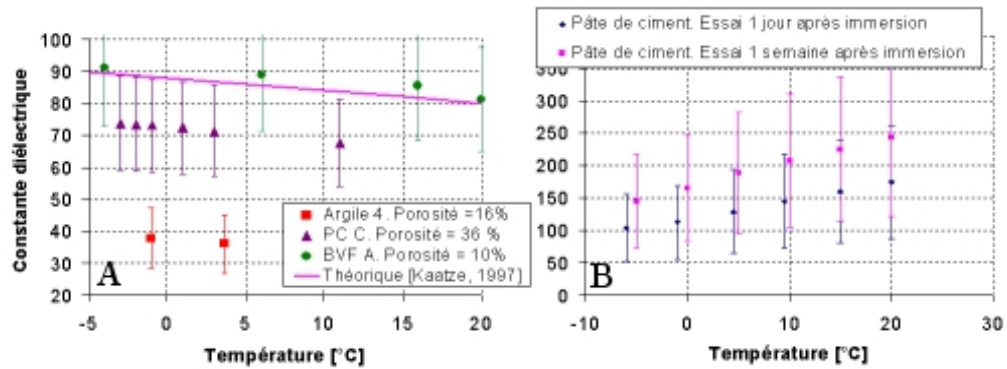 100
90
80
70
60
50
40
30
20
-5
0
5
10
15
20
Constante diélectrique
Température [°C]
A
Argile 4. Porosité =16%
PC C. Porosité = 36 %
BVF A. Porosité = 10%
Théorique [Kaatze, 1997]
Pâte de ciment. Essai 1 jour après immersion
Pâte de ciment. Essai 1 semaine après immersion
350
300
250
200
150
100
50
0
-10
0
10
20
30
Température [°C]
B